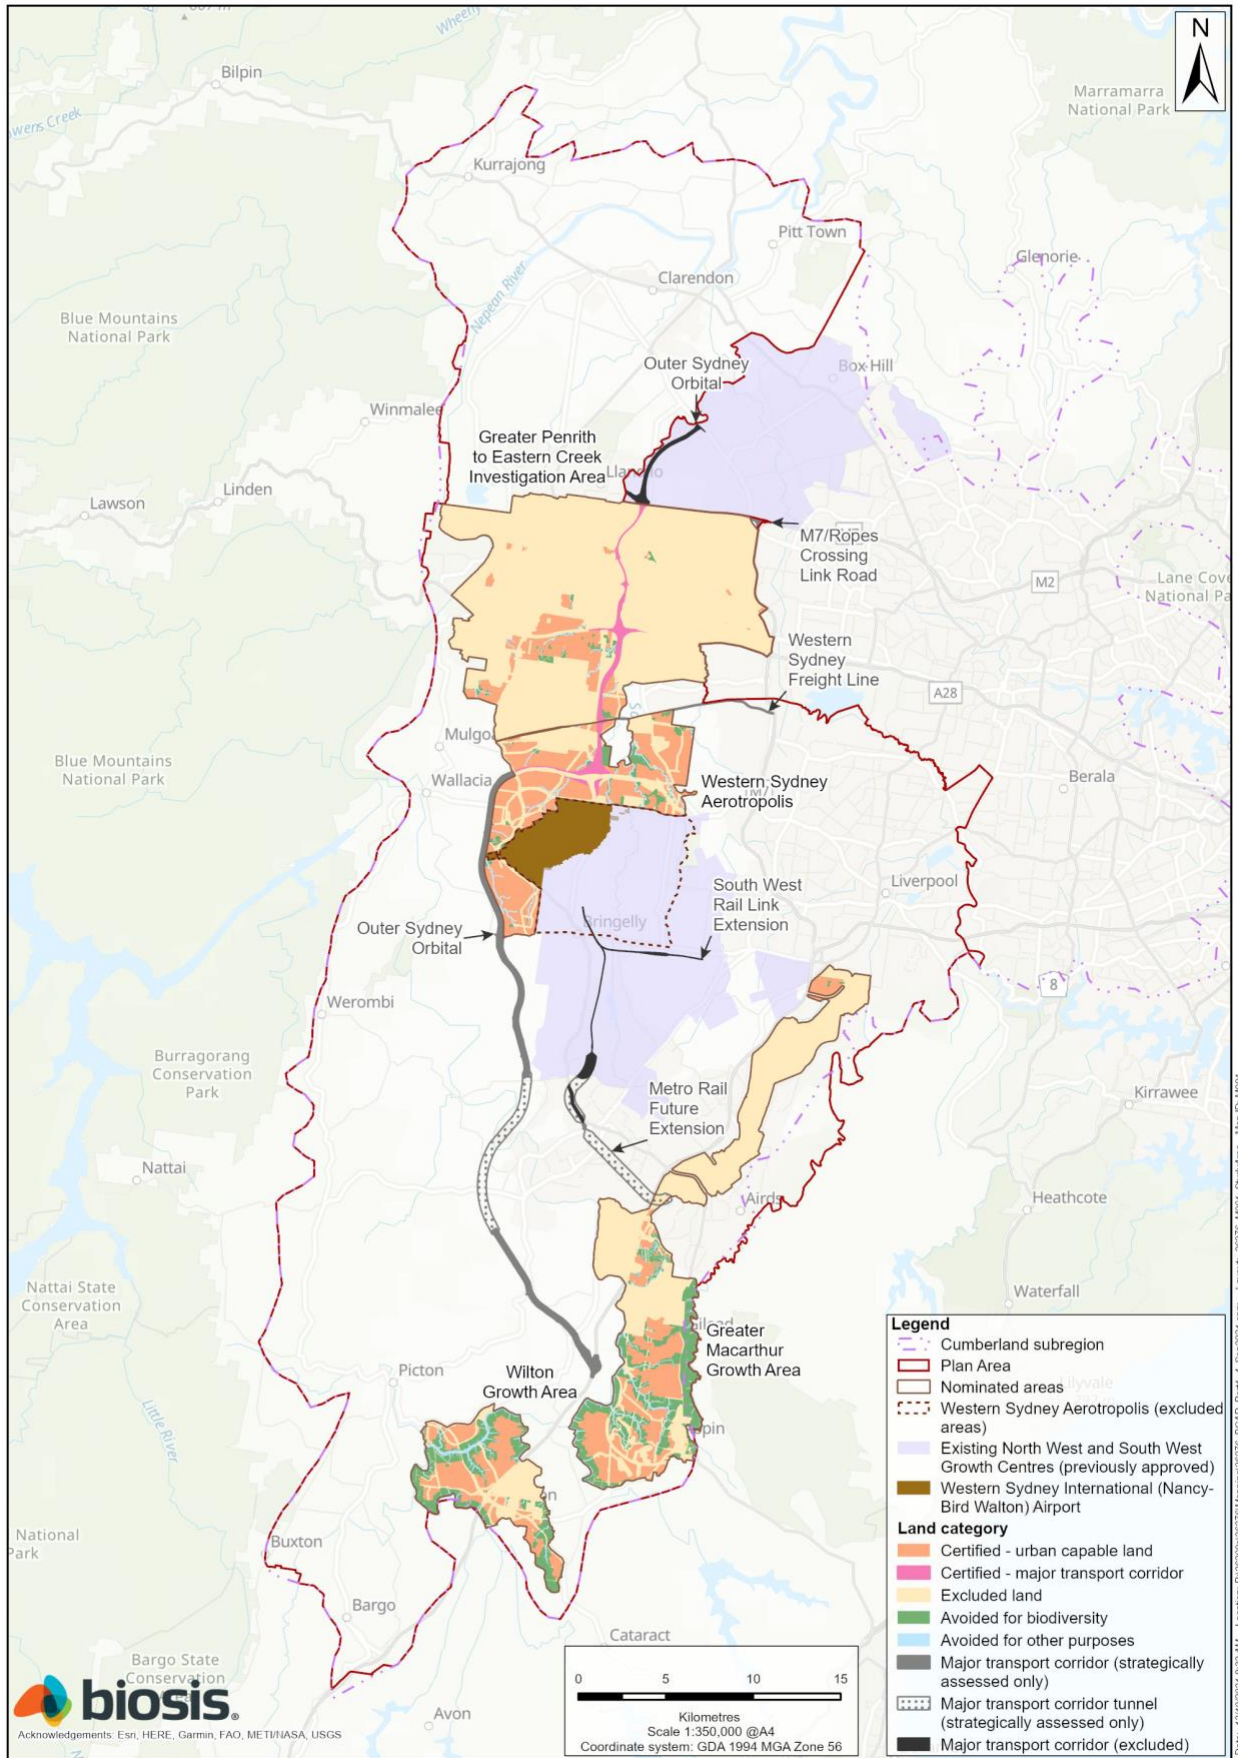 N
Bilpin
Wheeny
Marramarra
National Park
owens Creek
Kurrajong
Pitt Town
Glenorie
Clarendon
Nepean River
Blue Mountains
National Park
Outer Sydney
Orbital
Box Hill
Winmalee
Greater Penrith
to Eastern Creek
Investigation Area
Linden
Lawson
M7/Ropes
Crossing
Link Road
M2
Lane Cove
National Pa
Western
Sydney
Freight Line
A28
Mulgoa
Blue Mountains
National Park
Wallacia
Berala
Western Sydney
Aerotropolis
M7
Liverpool
South West
Rail Link
Extension
Bringelly
Outer Sydney
Orbital
8
Werombi
Burragorang
Conservation
Park
Metro Rail
Future
Extension
Kirrawee
Nattai
Airds
Heathcote
Nattai State
Conservation
Area
Waterfall
Greater
Macarthur
Growth Area
Picton
Wilton
Growth Area
Little River
ppin
on
National
Park
Buxton
Bargo
Cataract
Bargo State
Conservation
Avon
Legend
Cumberland subregion
Plan Area
Nominated areas
Western Sydney Aerotropolis (excluded
areas)
Existing North West and South West
Growth Centres (previously approved)
Western Sydney International (Nancy-
Bird Walton) Airport
Land category
Certified - urban capable land
Certified - major transport corridor
Excluded land
Avoided for biodiversity
Avoided for other purposes
Major transport corridor (strategically
assessed only)
Major transport corridor tunnel
(strategically assessed only)
Major transport corridor (excluded)
0 5 10 15
Kilometres
Scale 1:350,000 @A4
Coordinate system: GDA 1994 MGA Zone 56
biosis.
Acknowledgements: Esri, HERE, Garmin, FAO, METI/NASA, USGS